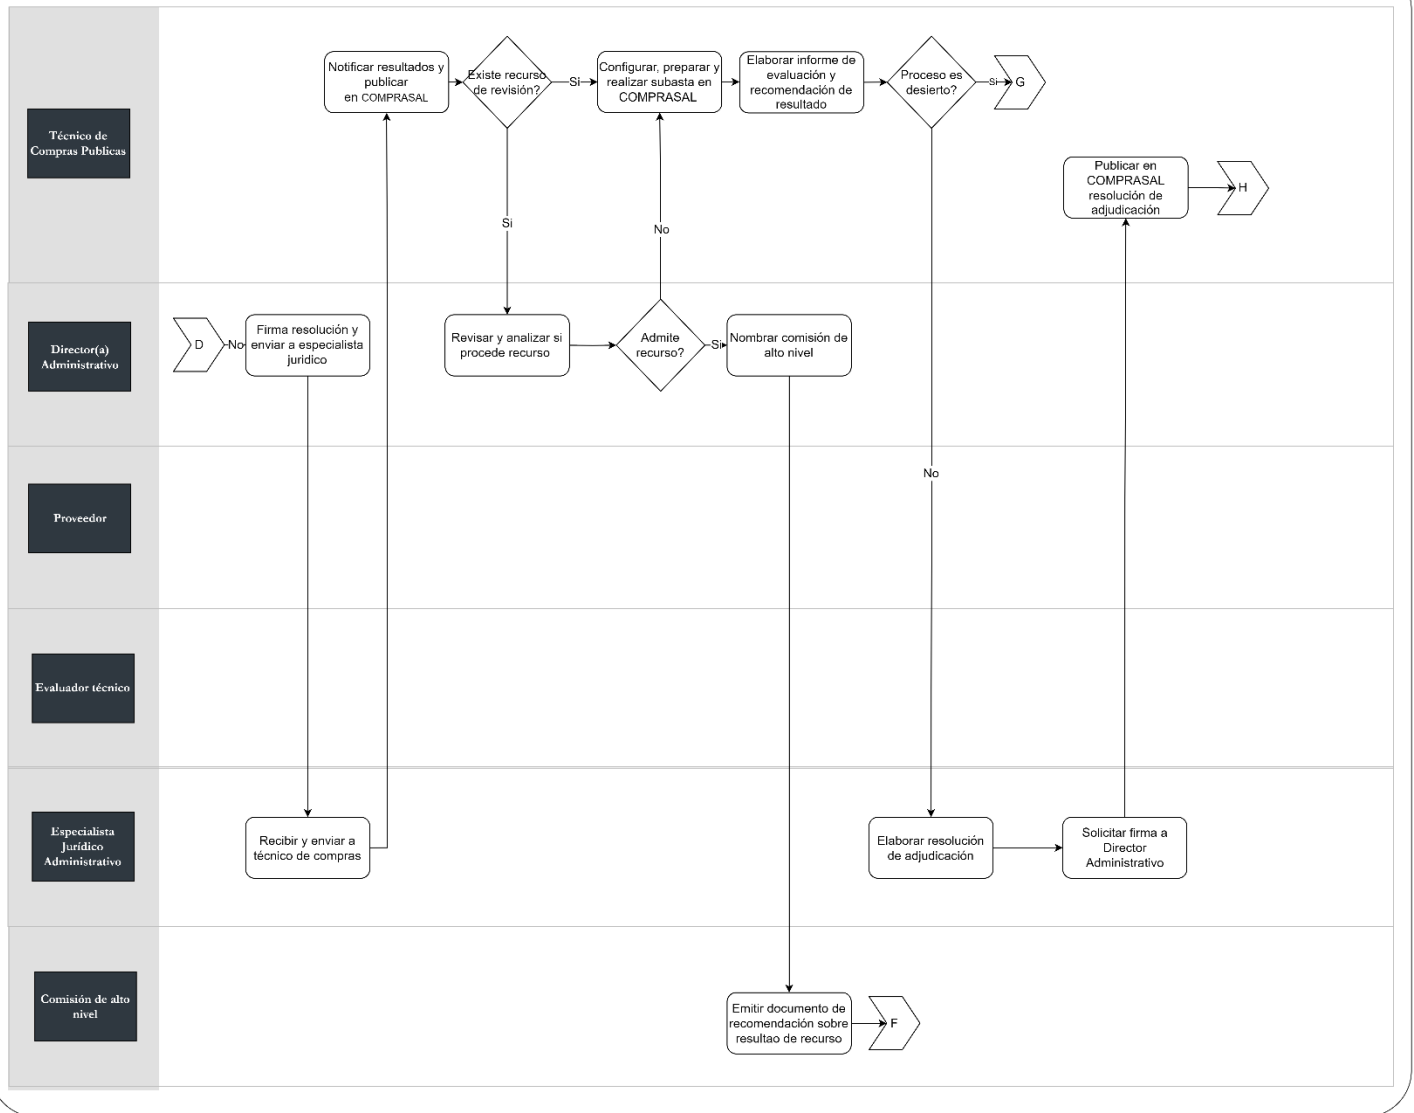 Técnico de
Compras Publicas
Notificar resultados y
publicar
en COMPRASAL
Existe recurso
de revisión?
Si
Configurar, preparar y
realizar subasta en
COMPRASAL
Elaborar informe de
evaluación y
recomendación de
resultado
Proceso es
desierto?
Si
G
Si
No
Publicar en
COMPRASAL
resolución de
adjudicación
H
Director(a)
Administrativo
D
No
Firma resolución y
enviar a especialista
juridico
Revisar y analizar si
procede recurso
Admite
recurso?
Si
Nombrar comisión de
alto nivel
No
Proveedor
Evaluador técnico
Especialista
Jurídico
Administrativo
Recibir y enviar a
técnico de compras
Elaborar resolución
de adjudicación
Solicitar firma a
Director
Administrativo
Comisión de alto
nivel
Emitir documento de
recomendación sobre
resultao de recurso
F